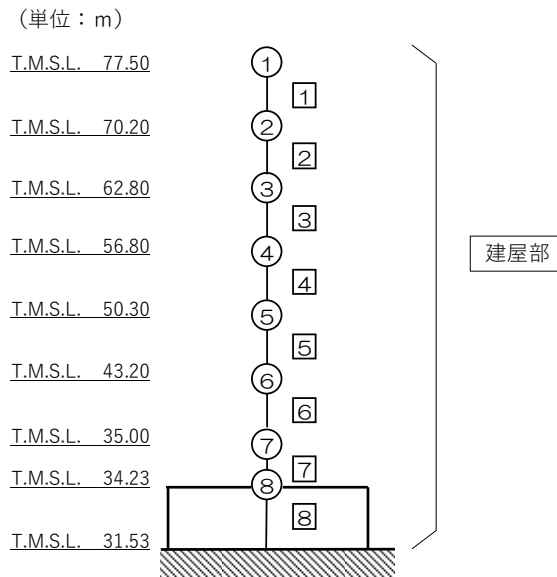 （単位：m）
T.M.S.L. 77.50
①
1
T.M.S.L. 70.20
②
2
T.M.S.L. 62.80
③
3
T.M.S.L. 56.80
④
建屋部
4
T.M.S.L. 50.30
⑤
5
T.M.S.L. 43.20
⑥
6
T.M.S.L. 35.00
⑦
7
T.M.S.L. 34.23
⑧
8
T.M.S.L. 31.53